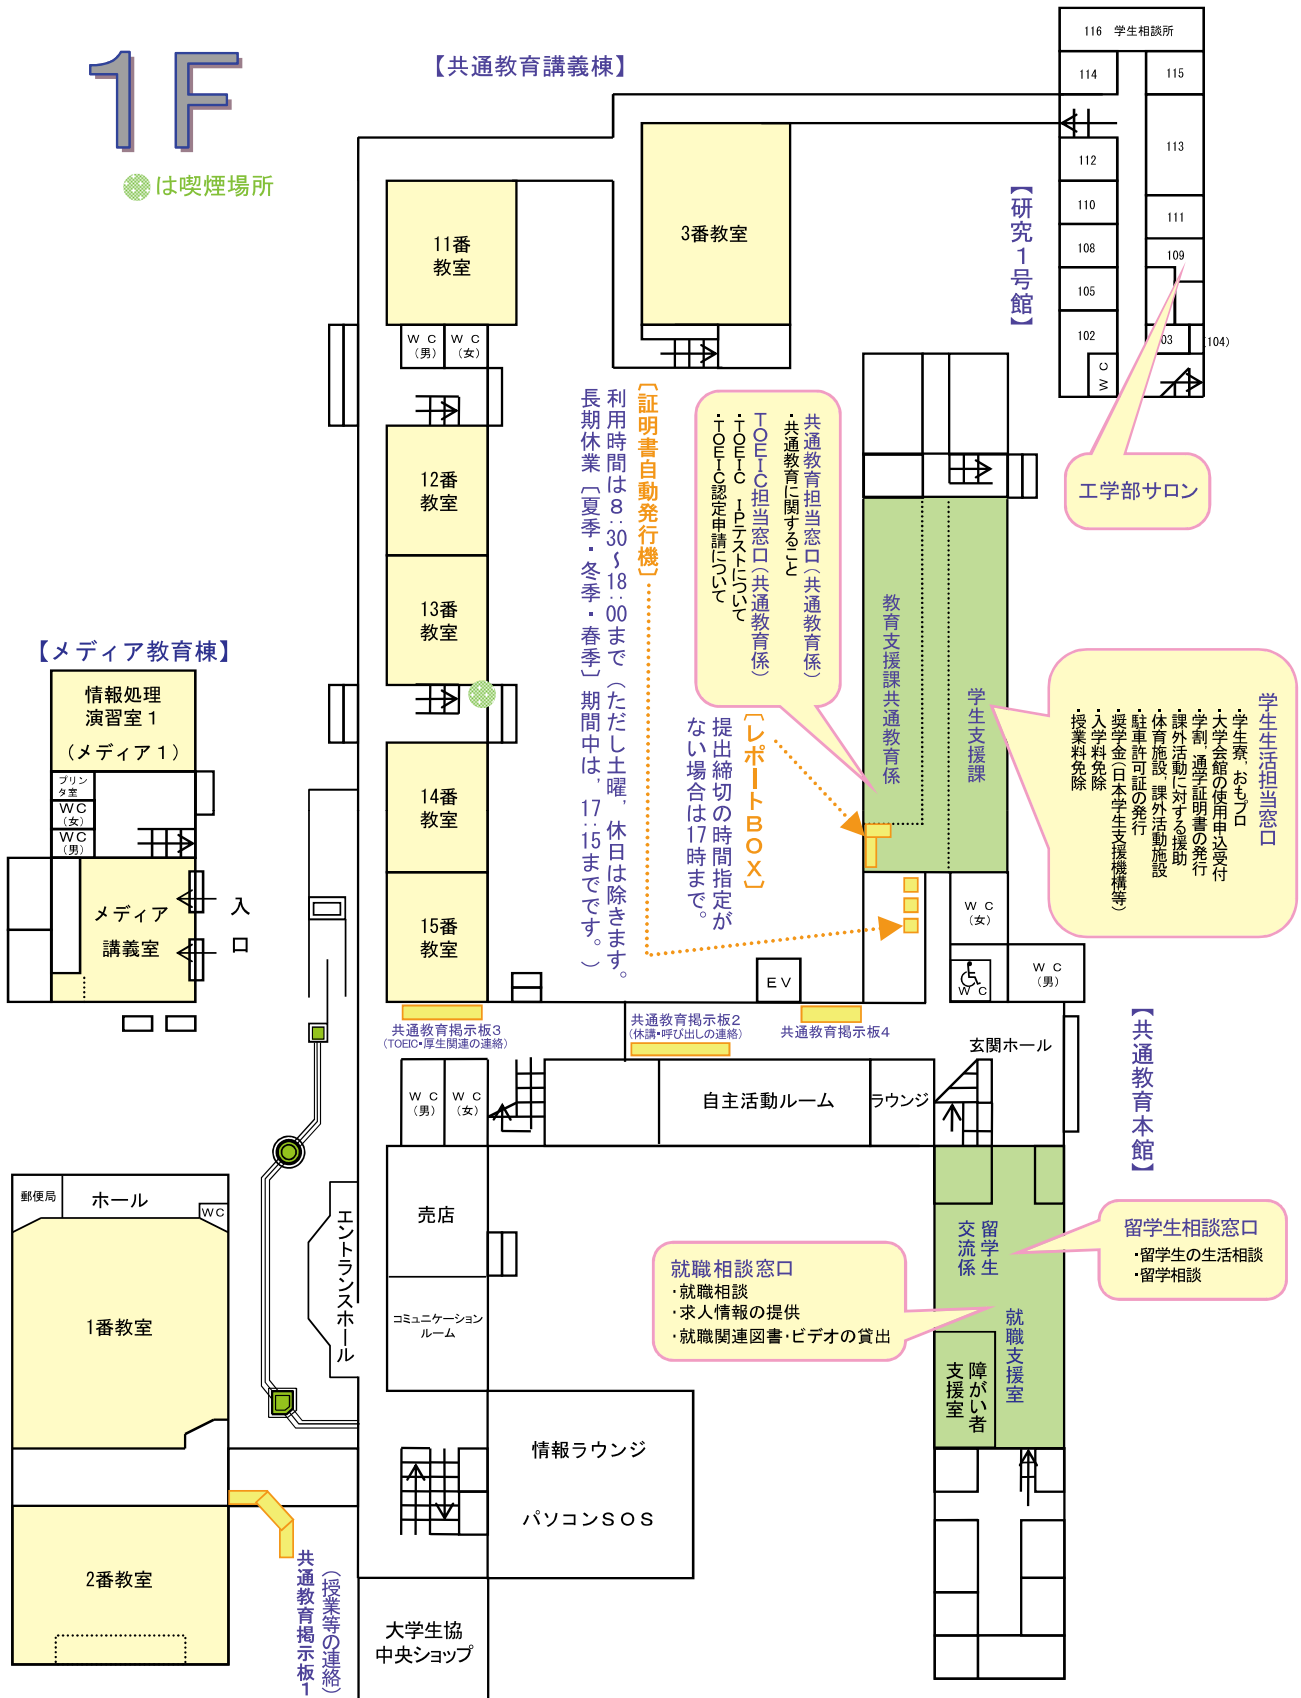 1F
は喫煙場所
【共通教育講義棟】
116 学生相談所
114
115
113
112
110
111
108
109
105
102
03
(104)
WC
【研究1号館】
工学部サロン
3番教室
11番
教室
WC
(男)
WC
(女)
12番
教室
13番
教室
14番
教室
15番
教室
[証明書自動発行機]
利用時間は8:30~18:00まで(ただし土曜,休日は除きます。
長期休業[夏季・冬季・春季]期間中は,17:15までです。)
共通教育担当窓口(共通教育係)
・共通教育に関すること
TOEIC担当窓口(共通教育係)
・TOEIC IPテストについて
・TOEIC認定申請について
[レポートBOX]
提出締切の時間指定が
ない場合は17時まで。
教育支援課共通教育係
学生支援課
学生生活担当窓口
・学生寮,おもプロ
・大学会館の使用申込受付
・学割,通学証明書の発行
・課外活動に対する援助
・体育施設,課外活動施設
・駐車許可証の発行
・奨学金(日本学生支援機構等)
・入学料免除
・授業料免除
【メディア教育棟】
情報処理
演習室1
(メディア1)
プリン
タ室
WC
(女)
WC
(男)
メディア
講義室
入
口
WC
(女)
WC
WC
(男)
EV
共通教育掲示板3
(TOEIC・厚生関連の連絡)
共通教育掲示板2
(休講・呼び出しの連絡)
共通教育掲示板4
玄関ホール
【共通教育本館】
WC
(男)
WC
(女)
自主活動ルーム
ラウンジ
郵便局
ホール
WC
1番教室
2番教室
エントランスホール
売店
コミュニケーション
ルーム
情報ラウンジ
パソコンSOS
大学生協
中央ショップ
共通教育掲示板1
(授業等の連絡)
留学生
交流係
留学生相談窓口
・留学生の生活相談
・留学相談
就職相談窓口
・就職相談
・求人情報の提供
・就職関連図書・ビデオの貸出
就職支援室
障がい者
支援室